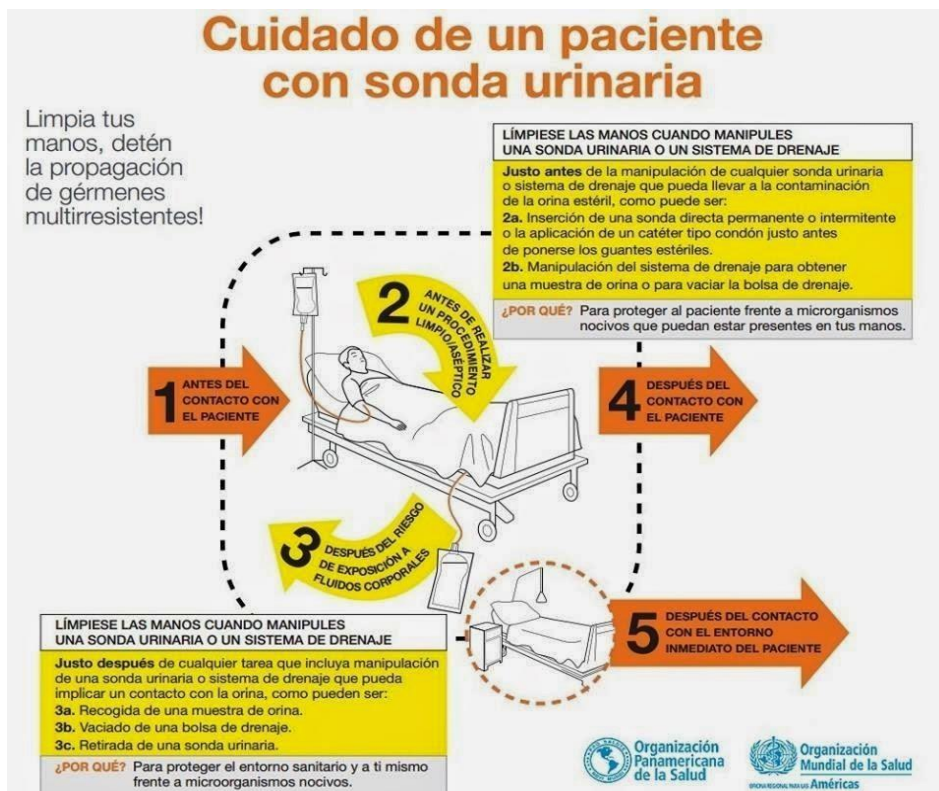 Cuidado de un paciente
con sonda urinaria
Limpia tus
manos, detén
la propagación
de gérmenes
multirresistentes!
LÍMPIESE LAS MANOS CUANDO MANIPULES
UNA SONDA URINARIA O UN SISTEMA DE DRENAJE
Justo antes de la manipulación de cualquier sonda urinaria
o sistema de drenaje que pueda llevar a la contaminación
de la orina estéril, como puede ser:
2a. Inserción de una sonda directa permanente o intermitente
o la aplicación de un catéter tipo condón justo antes
de ponerse los guantes estériles.
2b. Manipulación del sistema de drenaje para obtener
una muestra de orina o para vaciar la bolsa de drenaje.
¿POR QUÉ? Para proteger al paciente frente a microrganismos
nocivos que puedan estar presentes en tus manos.
1
ANTES DEL
CONTACTO CON
EL PACIENTE
2
ANTES DE REALIZAR
UN PROCEDIMIENTO
LIMPIO/ASÉPTICO
4
DESPUÉS DEL
CONTACTO CON
EL PACIENTE
3
DESPUÉS DEL RIESGO
DE EXPOSICIÓN A
FLUIDOS CORPORALES
5
DESPUÉS DEL CONTACTO
CON EL ENTORNO
INMEDIATO DEL PACIENTE
LÍMPIESE LAS MANOS CUANDO MANIPULES
UNA SONDA URINARIA O UN SISTEMA DE DRENAJE
Justo después de cualquier tarea que incluya manipulación
de una sonda urinaria o sistema de drenaje que pueda
implicar un contacto con la orina, como pueden ser:
3a. Recogida de una muestra de orina.
3b. Vaciado de una bolsa de drenaje.
3c. Retirada de una sonda urinaria.
¿POR QUÉ? Para proteger el entorno sanitario y a ti mismo
frente a microorganismos nocivos.
Organización
Panamericana
de la Salud
Organización
Mundial de la Salud
OFICINA REGIONAL PARA LAS Américas